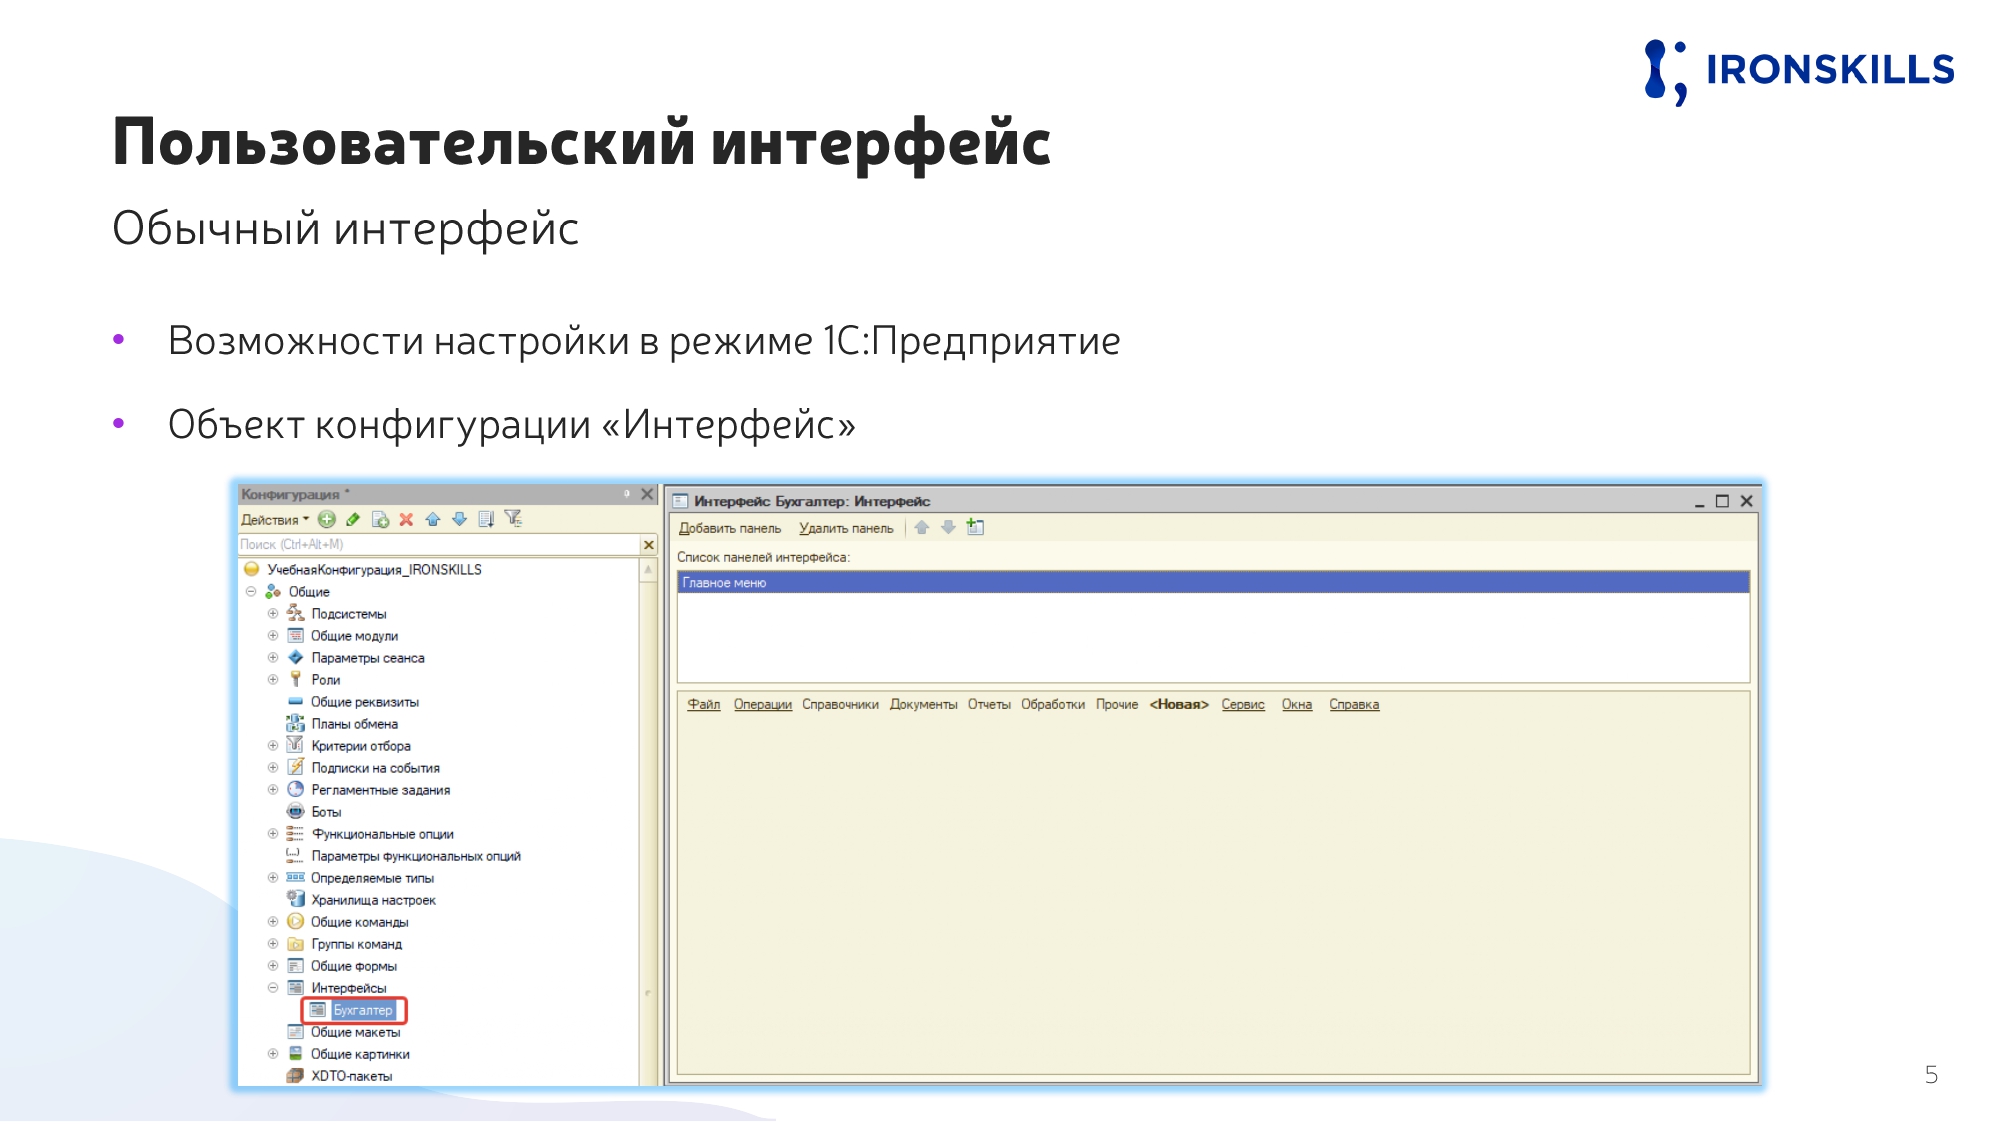 IRONSKILLS
Пользовательский интерфейс
Обычный интерфейс
• Возможности настройки в режиме 1С:Предприятие
• Объект конфигурации «Интерфейс»
Конфигурация *
Действия
Поиск (Ctrl+Alt+M)
УчебнаяКонфигурация_IRONSKILLS
Общие
Подсистемы
Общие модули
Параметры сеанса
Роли
Общие реквизиты
Планы обмена
Критерии отбора
Подписки на события
Регламентные задания
Боты
Функциональные опции
Параметры функциональных опций
Определяемые типы
Хранилища настроек
Общие команды
Группы команд
Общие формы
Интерфейсы
Бухгалтер
Общие макеты
Общие картинки
XDTO-пакеты
Интерфейс Бухгалтер: Интерфейс
Добавить панель Удалить панель
Список панелей интерфейса:
Главное меню
Файл Операции Справочники Документы Отчеты Обработки Прочие <Новая> Сервис Окна Справка
5